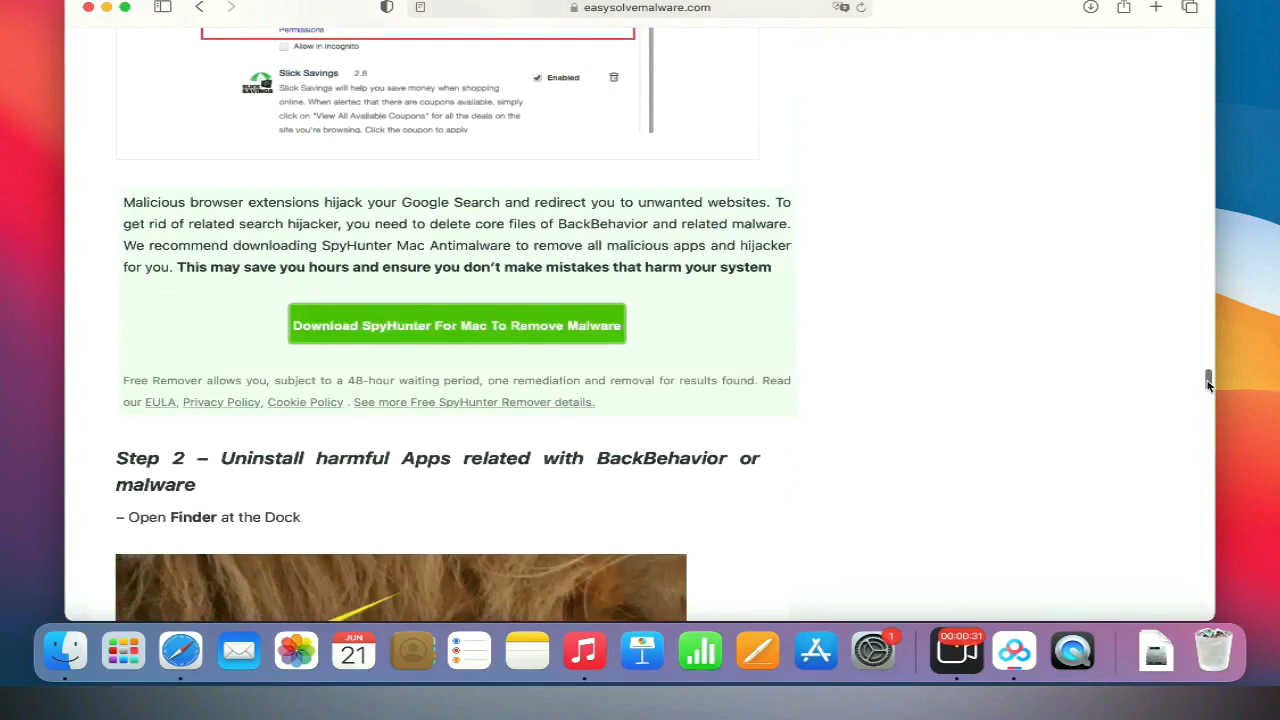 easysolvemalware.com
Permissions
Allow in incognito
Slick Savings 2.6
Enabled
SLICK
SAVINGS
Slick Savings will help you save money when shopping
online. When alerted that there are coupons available, simply
click on "View All Available Coupons" for all the deals on the
site you're browsing. Click the coupon to apply
Malicious browser extensions hijack your Google Search and redirect you to unwanted websites. To
get rid of related search hijacker, you need to delete core files of BackBehavior and related malware.
We recommend downloading SpyHunter Mac Antimalware to remove all malicious apps and hijacker
for you. This may save you hours and ensure you don't make mistakes that harm your system
Download SpyHunter For Mac To Remove Malware
Free Remover allows you, subject to a 48-hour waiting period, one remediation and removal for results found. Read
our EULA, Privacy Policy, Cookie Policy . See more Free SpyHunter Remover details.
Step 2 – Uninstall harmful Apps related with BackBehavior or
malware
– Open Finder at the Dock
JUN
21
1
00:00:31